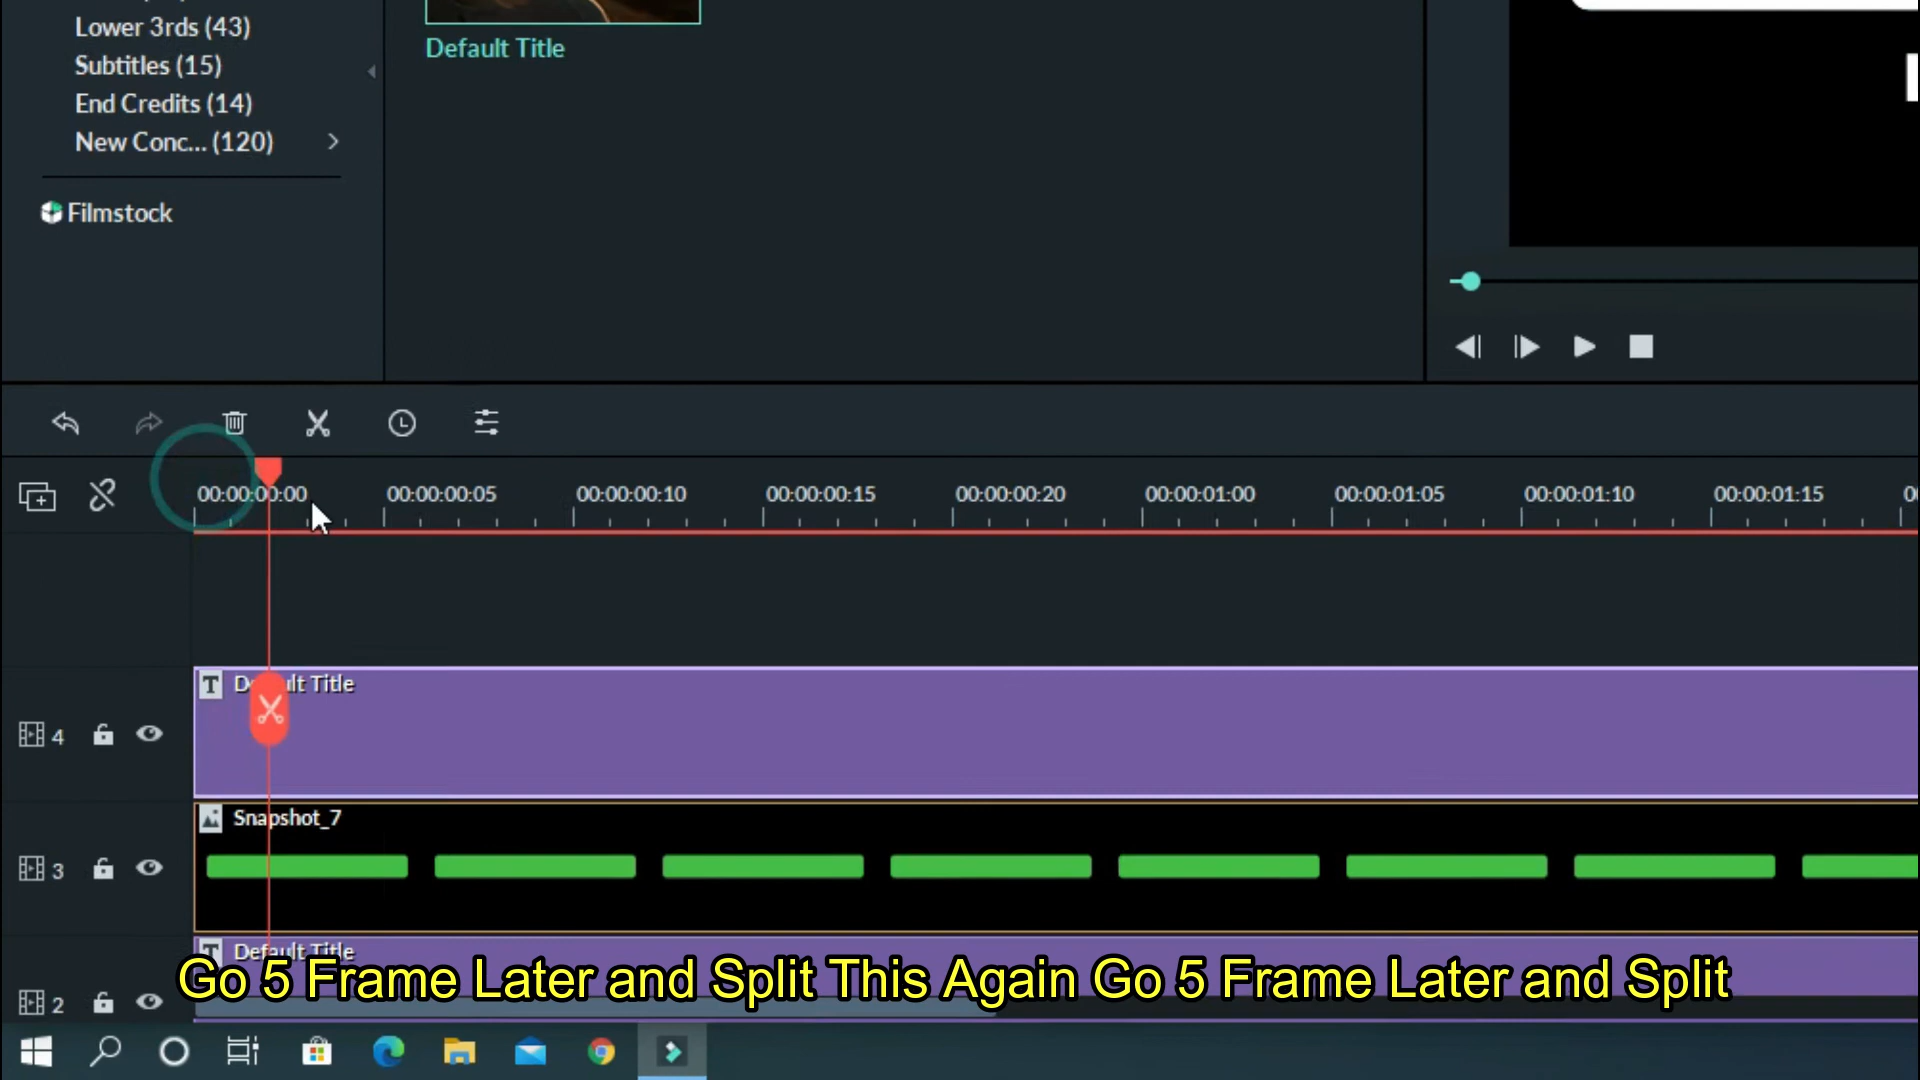 Lower 3rds (43)
Subtitles (15)
End Credits (14)
New Conc... (120)
Filmstock
Default Title
00:00:00:00 00:00:00:05 00:00:00:10 00:00:00:15 00:00:00:20 00:00:01:00 00:00:01:05 00:00:01:10 00:00:01:15
T Default Title
4
Snapshot_7
3
T Default Title
2
Go 5 Frame Later and Split This Again Go 5 Frame Later and Split